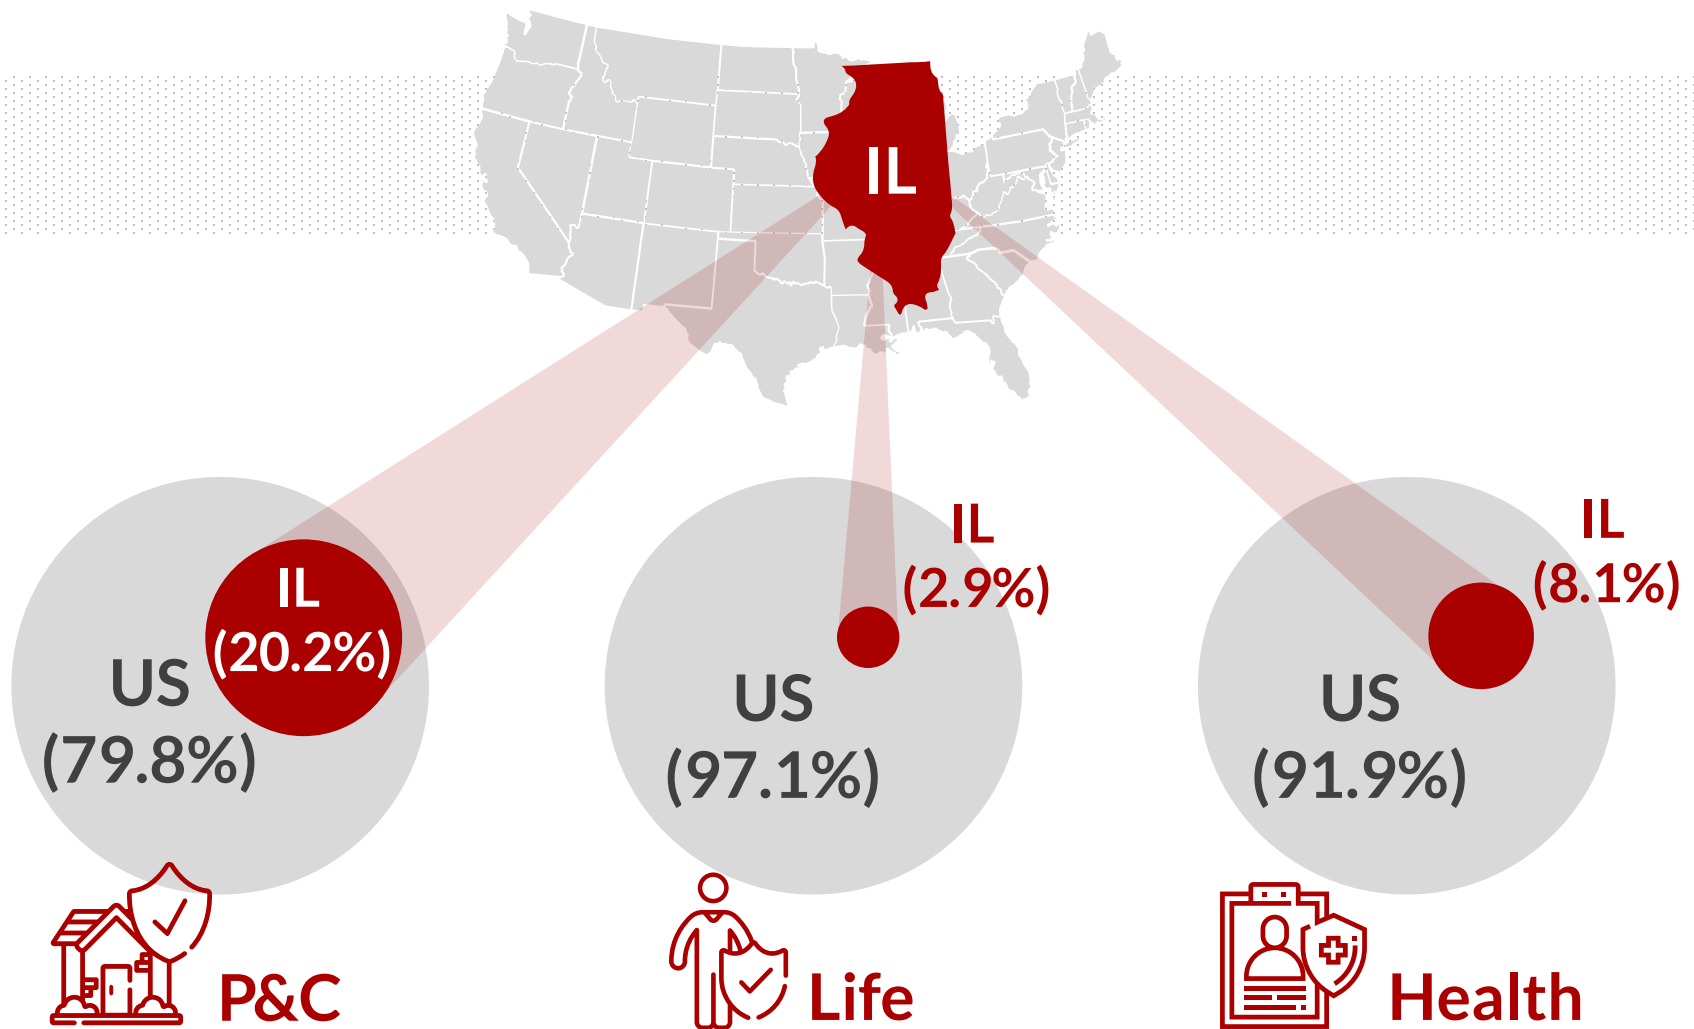 IL
IL
(20.2%)
US
(79.8%)
P&C
IL
(2.9%)
US
(97.1%)
Life
IL
(8.1%)
US
(91.9%)
Health